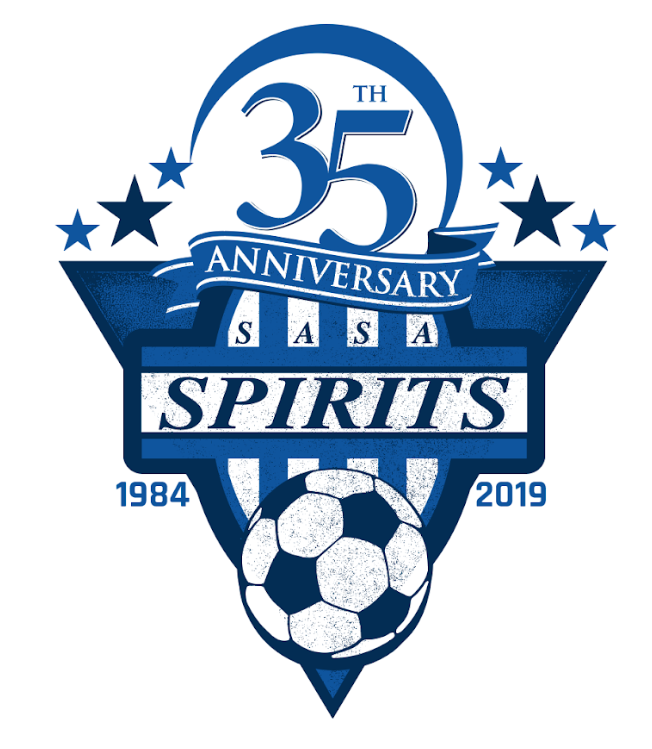 35TH
ANNIVERSARY
SASA
SPIRITS
1984 2019